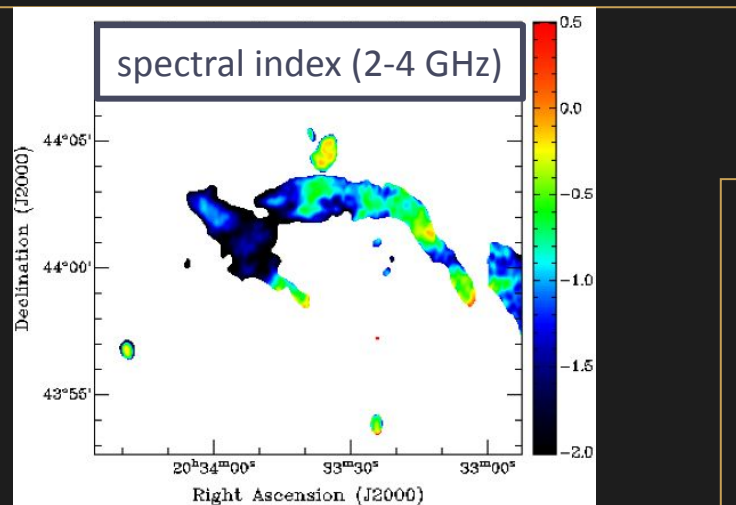 spectral index (2-4 GHz)
0.5
0.0
−0.5
−1.0
−1.5
−2.0
44°05'
44°00'
43°55'
Declination (J2000)
20ʰ34ᵐ00ˢ 33ᵐ30ˢ 33ᵐ00ˢ
Right Ascension (J2000)